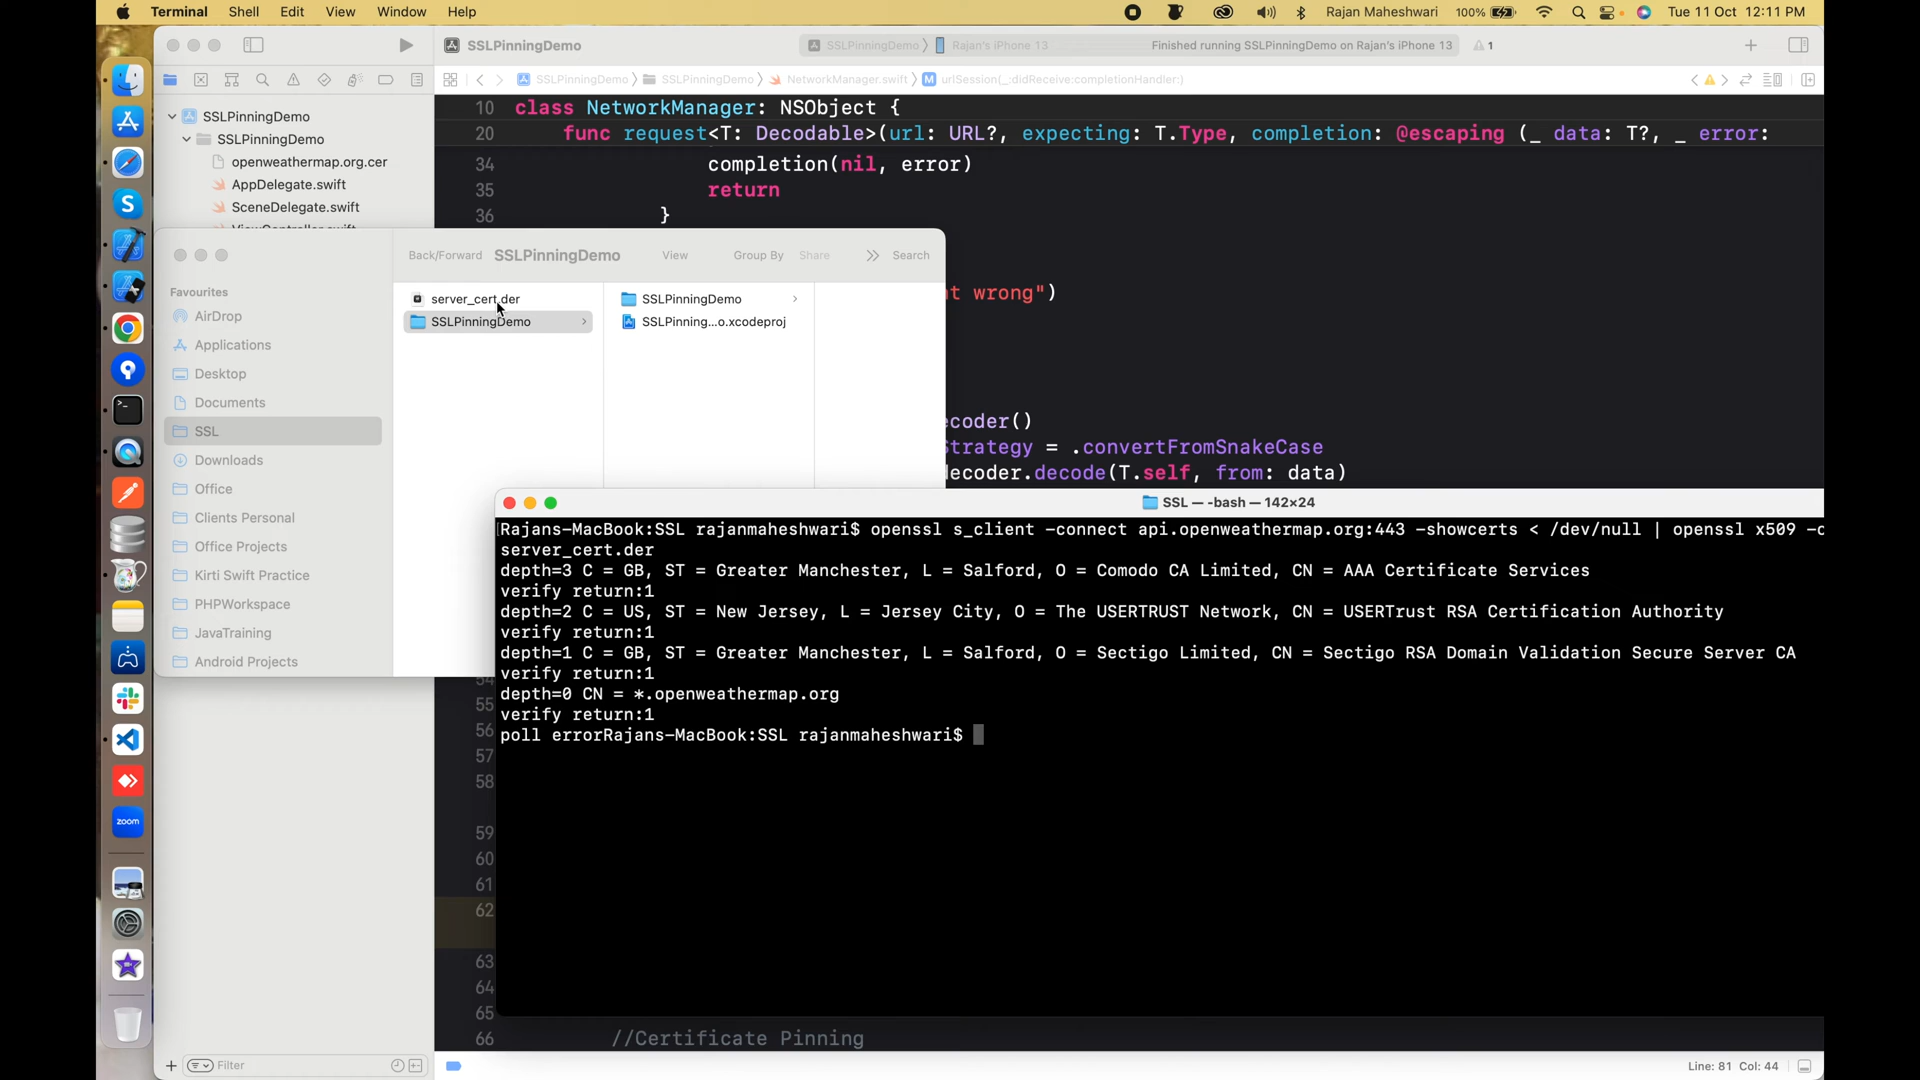 Terminal Shell Edit View Window Help Rajan Maheshwari 100% Tue 11 Oct 12:11 PM
SSLPinningDemo SSLPinningDemo Rajan's iPhone 13 Finished running SSLPinningDemo on Rajan's iPhone 13 1
SSLPinningDemo SSLPinningDemo NetworkManager.swift M urlSession(_:didReceive:completionHandler:)
SSLPinningDemo
SSLPinningDemo
openweathermap.org.cer
AppDelegate.swift
SceneDelegate.swift
10 class NetworkManager: NSObject {
20 func request<T: Decodable>(url: URL?, expecting: T.Type, completion: @escaping (_ data: T?, _ error:
34 completion(nil, error)
35 return
36 }
t wrong")
coder()
Strategy = .convertFromSnakeCase
decoder.decode(T.self, from: data)
Back/Forward SSLPinningDemo View Group By Share Search
Favourites
AirDrop
Applications
Desktop
Documents
SSL
Downloads
Office
Clients Personal
Office Projects
Kirti Swift Practice
PHPWorkspace
JavaTraining
Android Projects
server_cert.der
SSLPinningDemo
SSLPinningDemo
SSLPinning...o.xcodeproj
SSL — -bash — 142×24
Rajans-MacBook:SSL rajanmaheshwari$ openssl s_client -connect api.openweathermap.org:443 -showcerts < /dev/null | openssl x509
server_cert.der
depth=3 C = GB, ST = Greater Manchester, L = Salford, O = Comodo CA Limited, CN = AAA Certificate Services
verify return:1
depth=2 C = US, ST = New Jersey, L = Jersey City, O = The USERTRUST Network, CN = USERTrust RSA Certification Authority
verify return:1
depth=1 C = GB, ST = Greater Manchester, L = Salford, O = Sectigo Limited, CN = Sectigo RSA Domain Validation Secure Server CA
verify return:1
depth=0 CN = *.openweathermap.org
verify return:1
poll errorRajans-MacBook:SSL rajanmaheshwari$
55
56
57
58
59
60
61
62
63
64
65
66 //Certificate Pinning
zoom
Filter
Line: 81 Col: 44